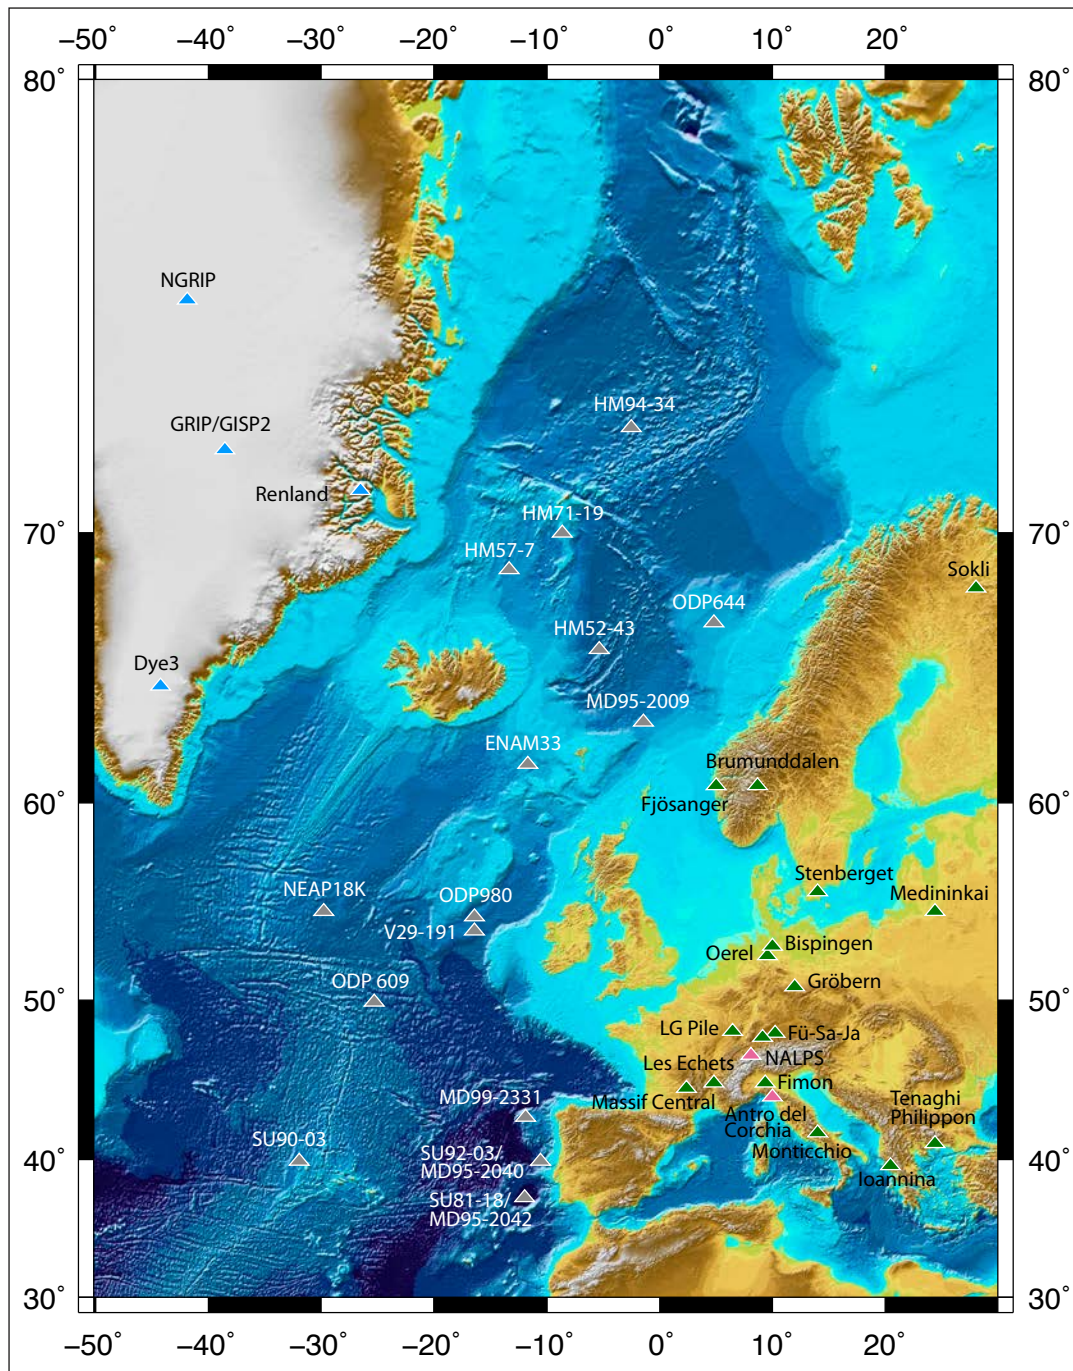 −50˚ −40˚ −30˚ −20˚ −10˚ 0˚ 10˚ 20˚
80˚ 80˚
NGRIP
HM94-34
GRIP/GISP2
Renland
HM71-19
70˚ 70˚
HM57-7
Sokli
ODP644
HM52-43
Dye3
MD95-2009
ENAM33
Brumunddalen
60˚ Fjösanger 60˚
Stenberget
NEAP18K
ODP980
Medininkai
V29-191
Bispingen
Oerel
ODP 609
Gröbern
50˚ 50˚
LG Pile
Fü-Sa-Ja
NALPS
Les Echets
Fimon
MD99-2331
Massif Central
Tenaghi
Philippon
Antro del
Corchia
SU90-03
Monticchio
SU92-03/
MD95-2040
40˚ 40˚
Ioannina
SU81-18/
MD95-2042
30˚ 30˚
−50˚ −40˚ −30˚ −20˚ −10˚ 0˚ 10˚ 20˚